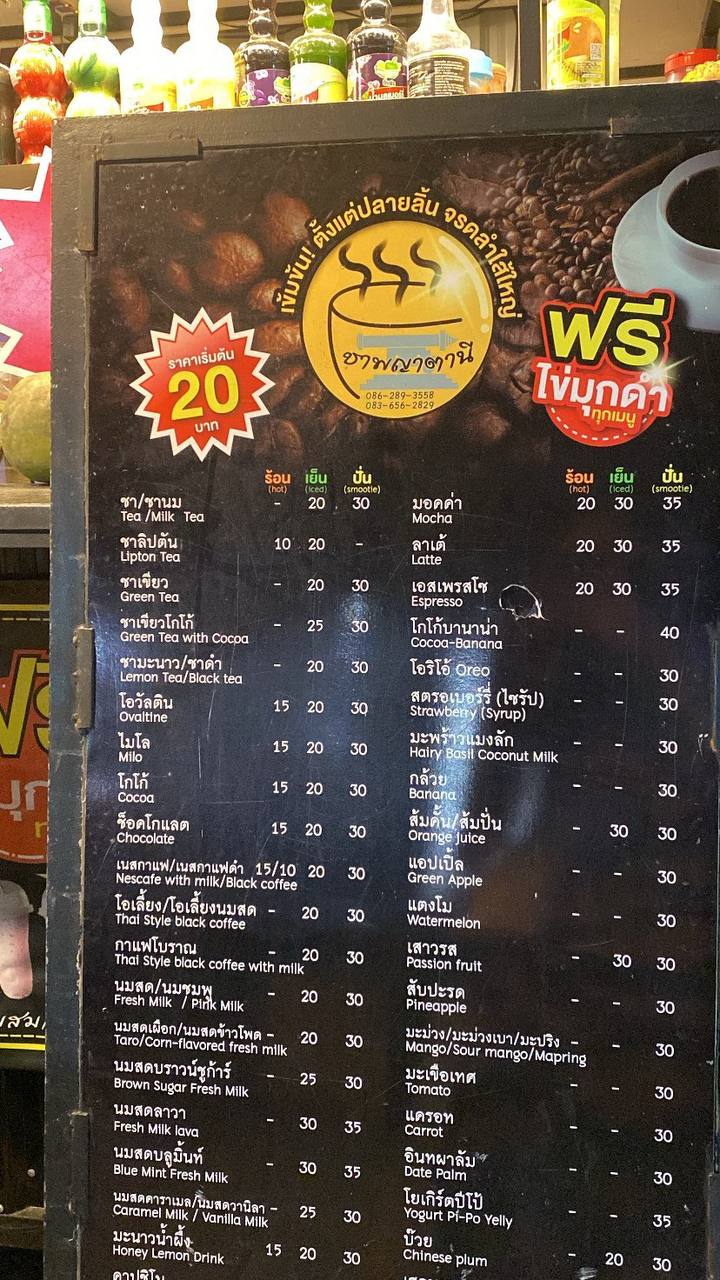 เข้มข้น! ตั้งแต่ปลายลิ้น จรดลำไส้ใหญ่
ราคาเริ่มต้น
20
บาท
ชาพญาตานี
086-289-3558
083-656-2829
ฟรี
ไข่มุกดำ
ทุกเมนู
ร้อน เย็น ปั่น
(hot) (iced) (smootie)
ชา/ชานม - 20 30
Tea /Milk Tea
ชาลิปตัน 10 20 -
Lipton Tea
ชาเขียว - 20 30
Green Tea
ชาเขียวโกโก้ - 25 30
Green Tea with Cocoa
ชามะนาว/ชาดำ - 20 30
Lemon Tea/Black tea
โอวัลติน 15 20 30
Ovaltine
ไมโล 15 20 30
Milo
โกโก้ 15 20 30
Cocoa
ช็อคโกแลต 15 20 30
Chocolate
เนสกาแฟ/เนสกาแฟดำ 15/10 20 30
Nescafe with milk/Black coffee
โอเลี้ยง/โอเลี้ยงนมสด - 20 30
Thai Style black coffee
กาแฟโบราณ - 20 30
Thai Style black coffee with milk
นมสด/นมชมพู - 20 30
Fresh Milk / Pink Milk
นมสดเผือก/นมสดข้าวโพด - 20 30
Taro/Corn-flavored fresh milk
นมสดบราวน์ชูก้าร์ - 25 30
Brown Sugar Fresh Milk
นมสดลาวา - 30 35
Fresh Milk lava
นมสดบลูมิ้นท์ - 30 35
Blue Mint Fresh Milk
นมสดคาราเมล/นมสดวานิลา - 25 30
Caramel Milk / Vanilla Milk
มะนาวน้ำผึ้ง 15 20 30
Honey Lemon Drink
ร้อน เย็น ปั่น
(hot) (iced) (smootie)
มอดด่า 20 30 35
Mocha
ลาเต้ 20 30 35
Latte
เอสเพรสโซ 20 30 35
Espresso
โกโก้บานาน่า - - 40
Cocoa-Banana
โอริโอ้ Oreo - - 30
สตรอเบอร์รี่ (ไซรัป) - - 30
Strawberry (Syrup)
มะพร้าวแมงลัก - - 30
Hairy Basil Coconut Milk
กล้วย - - 30
Banana
ส้มคั้น/ส้มปั่น - 30 30
Orange juice
แอปเปิ้ล - - 30
Green Apple
แตงโม - - 30
Watermelon
เสาวรส - 30 30
Passion fruit
สับปะรด - - 30
Pineapple
มะม่วง/มะม่วงเบา/มะปริง - - 30
Mango/Sour mango/Mapring
มะเขือเทศ - - 30
Tomato
แครอท - - 30
Carrot
อินทผาลัม - - 30
Date Palm
โยเกิร์ตปีโป้ - - 35
Yogurt Pi-Po Yelly
บ๊วย - 20 30
Chinese plum